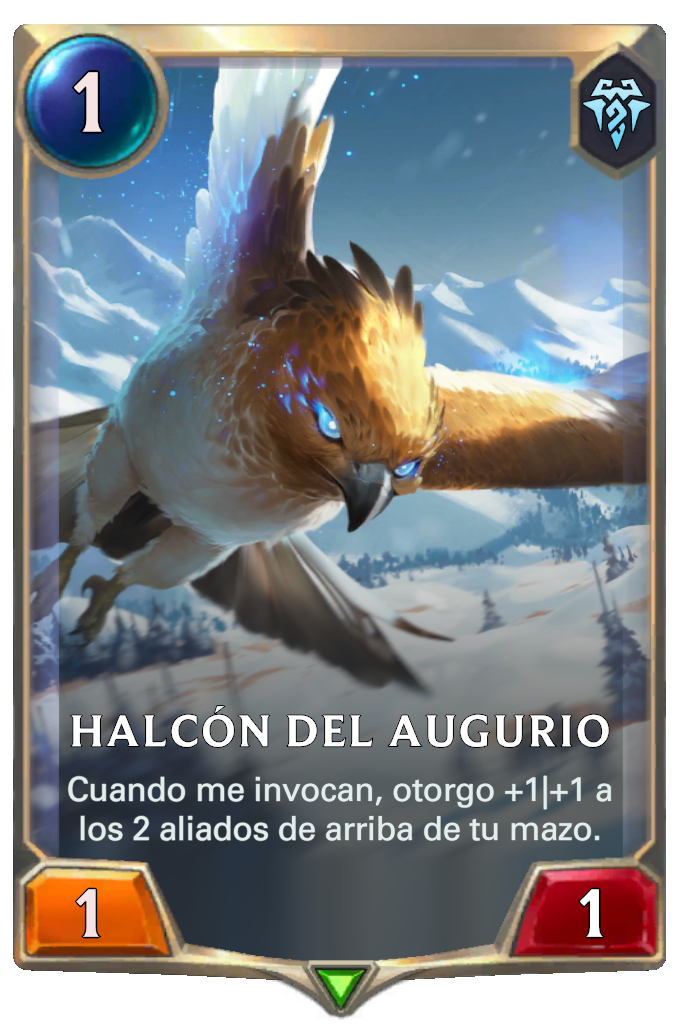 1
HALCÓN DEL AUGURIO
Cuando me invocan, otorgo +1|+1 a
los 2 aliados de arriba de tu mazo.
1
1